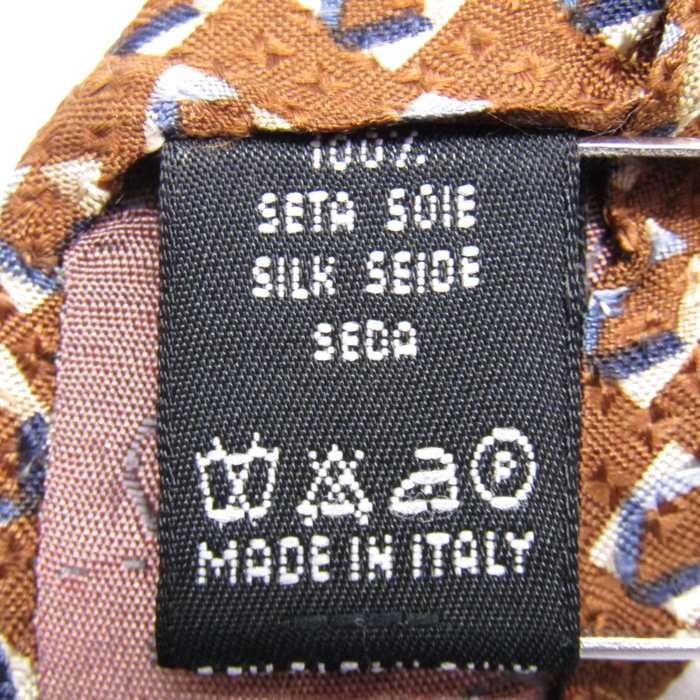 100%
SETA SOIE
SILK SEIDE
SEDA
P
MADE IN ITALY